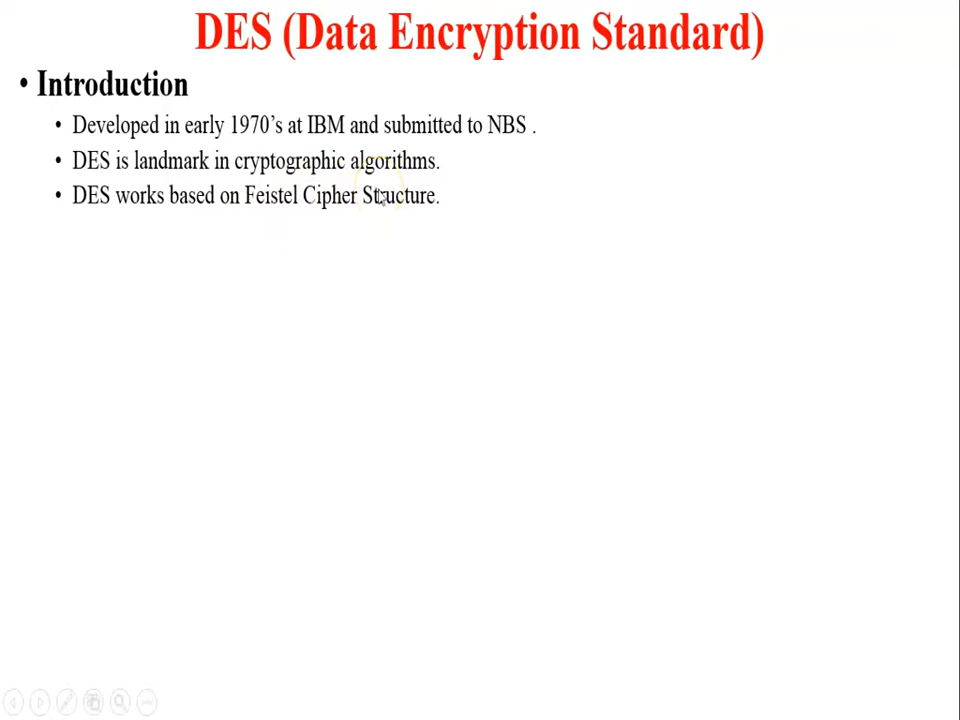 DES (Data Encryption Standard)
• Introduction
• Developed in early 1970’s at IBM and submitted to NBS .
• DES is landmark in cryptographic algorithms.
• DES works based on Feistel Cipher Structure.